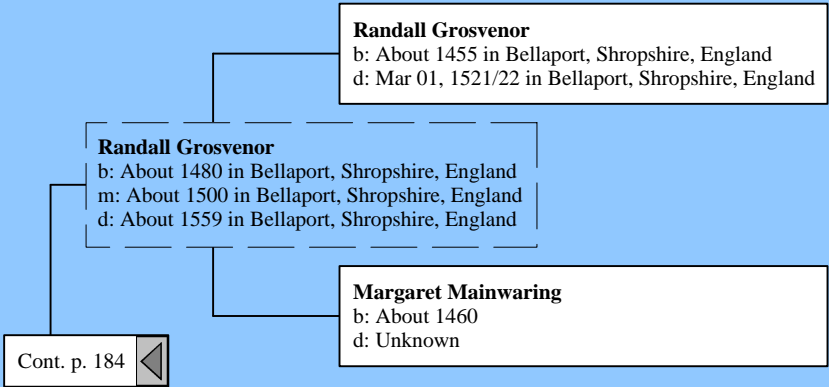 Randall Grosvenor
b: About 1455 in Bellaport, Shropshire, England
d: Mar 01, 1521/22 in Bellaport, Shropshire, England
Randall Grosvenor
b: About 1480 in Bellaport, Shropshire, England
m: About 1500 in Bellaport, Shropshire, England
d: About 1559 in Bellaport, Shropshire, England
Margaret Mainwaring
b: About 1460
d: Unknown
Cont. p. 184